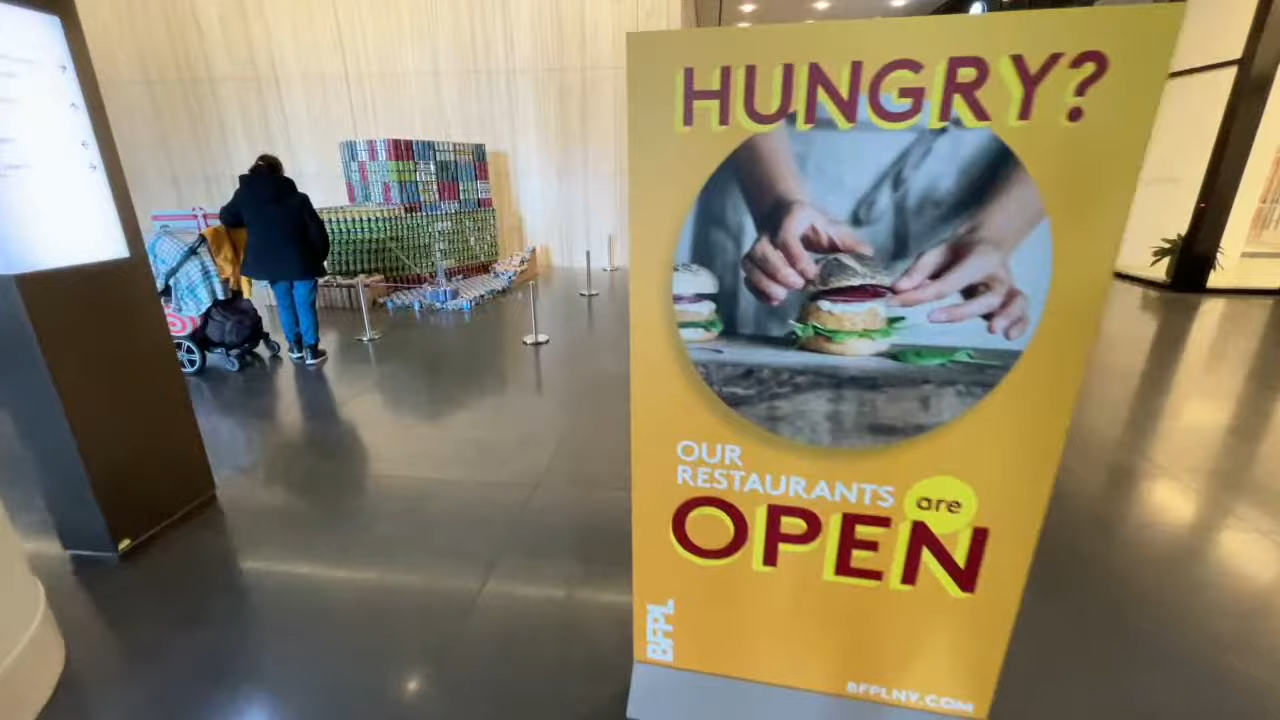 HUNGRY?
OUR
RESTAURANTS are
OPEN
BFPL
BFPLNY.COM